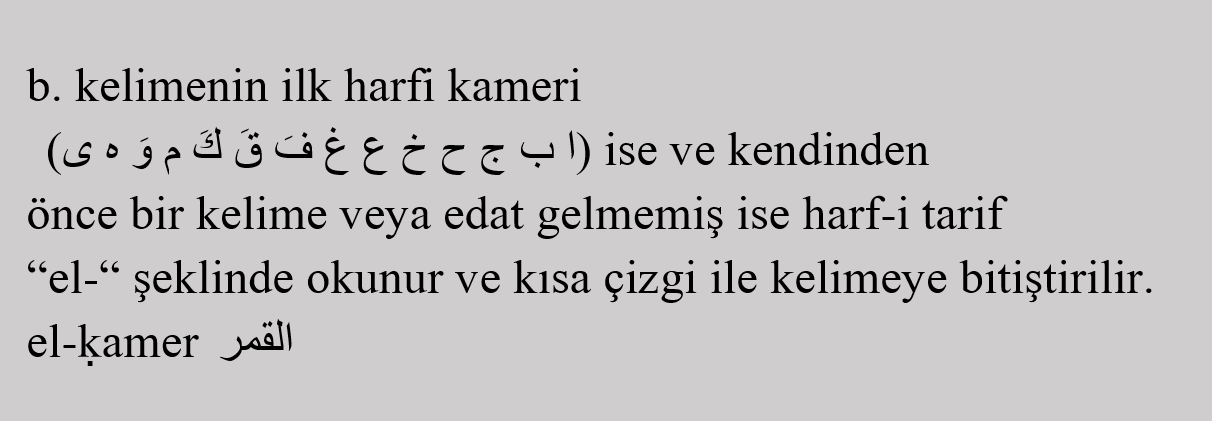 b. kelimenin ilk harfi kameri
(ا ب ج ح خ ع غ فَ قَ كَ م وَ ه ى) ise ve kendinden
önce bir kelime veya edat gelmemiş ise harf-i tarif
“el-“ şeklinde okunur ve kısa çizgi ile kelimeye bitiştirilir.
el-ḳamer القمر